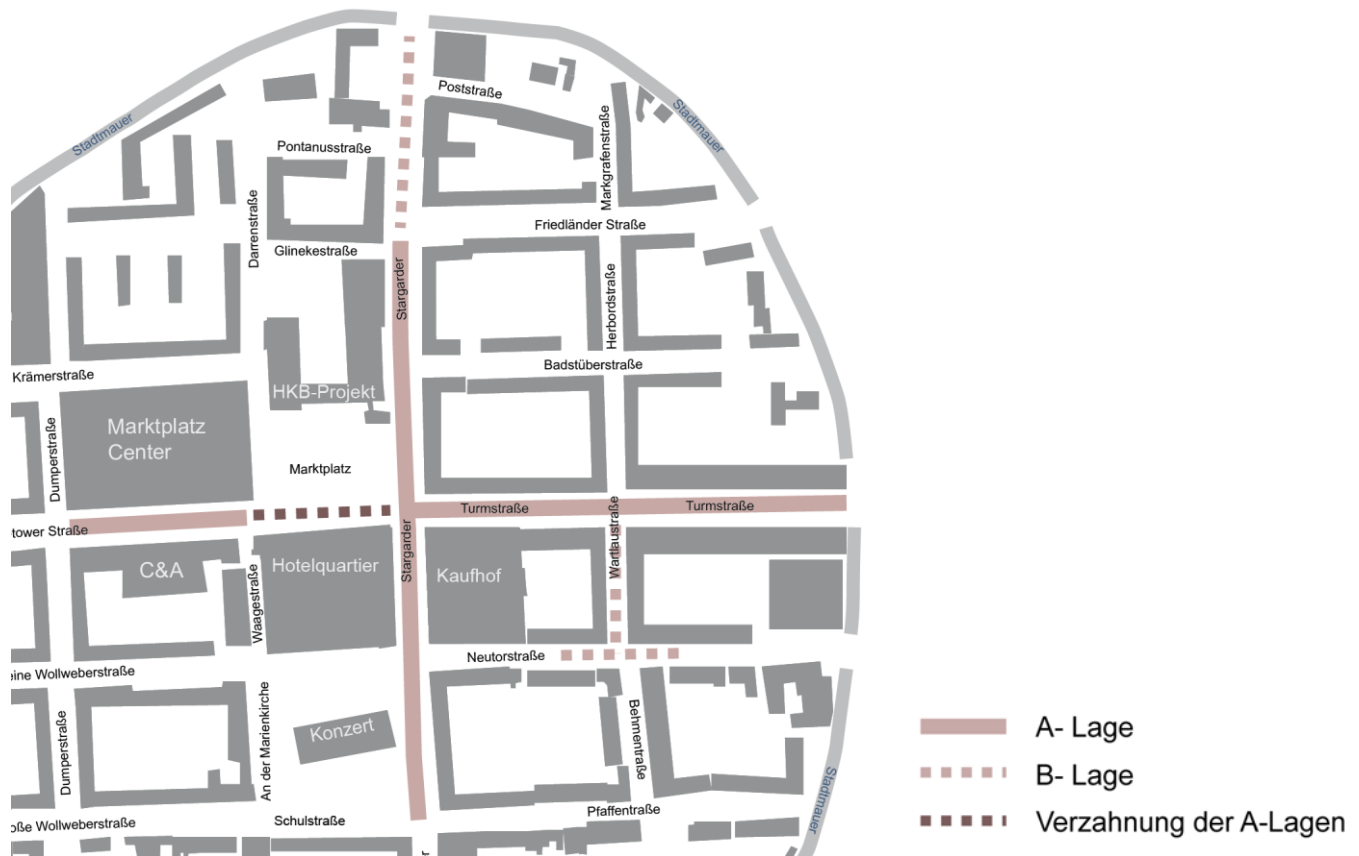 Poststraße
Stadtmauer
Stadtmauer
Pontanusstraße
Markgrafenstraße
Darrenstraße
Friedländer Straße
Glinekestraße
Stargarder
Herbordstraße
Badstüberstraße
Krämerstraße
HKB-Projekt
Marktplatz
Center
Dumperstraße
Marktplatz
Turmstraße
Turmstraße
tower Straße
Stargarder
Wartlaustraße
C&A
Hotelquartier
Kaufhof
Waagestraße
Neutorstraße
eine Wollweberstraße
Dumperstraße
An der Marienkirche
Konzert
Behmenstraße
Stadtmauer
Pfaffenstraße
oße Wollweberstraße
Schulstraße
A- Lage
B- Lage
Verzahnung der A-Lagen